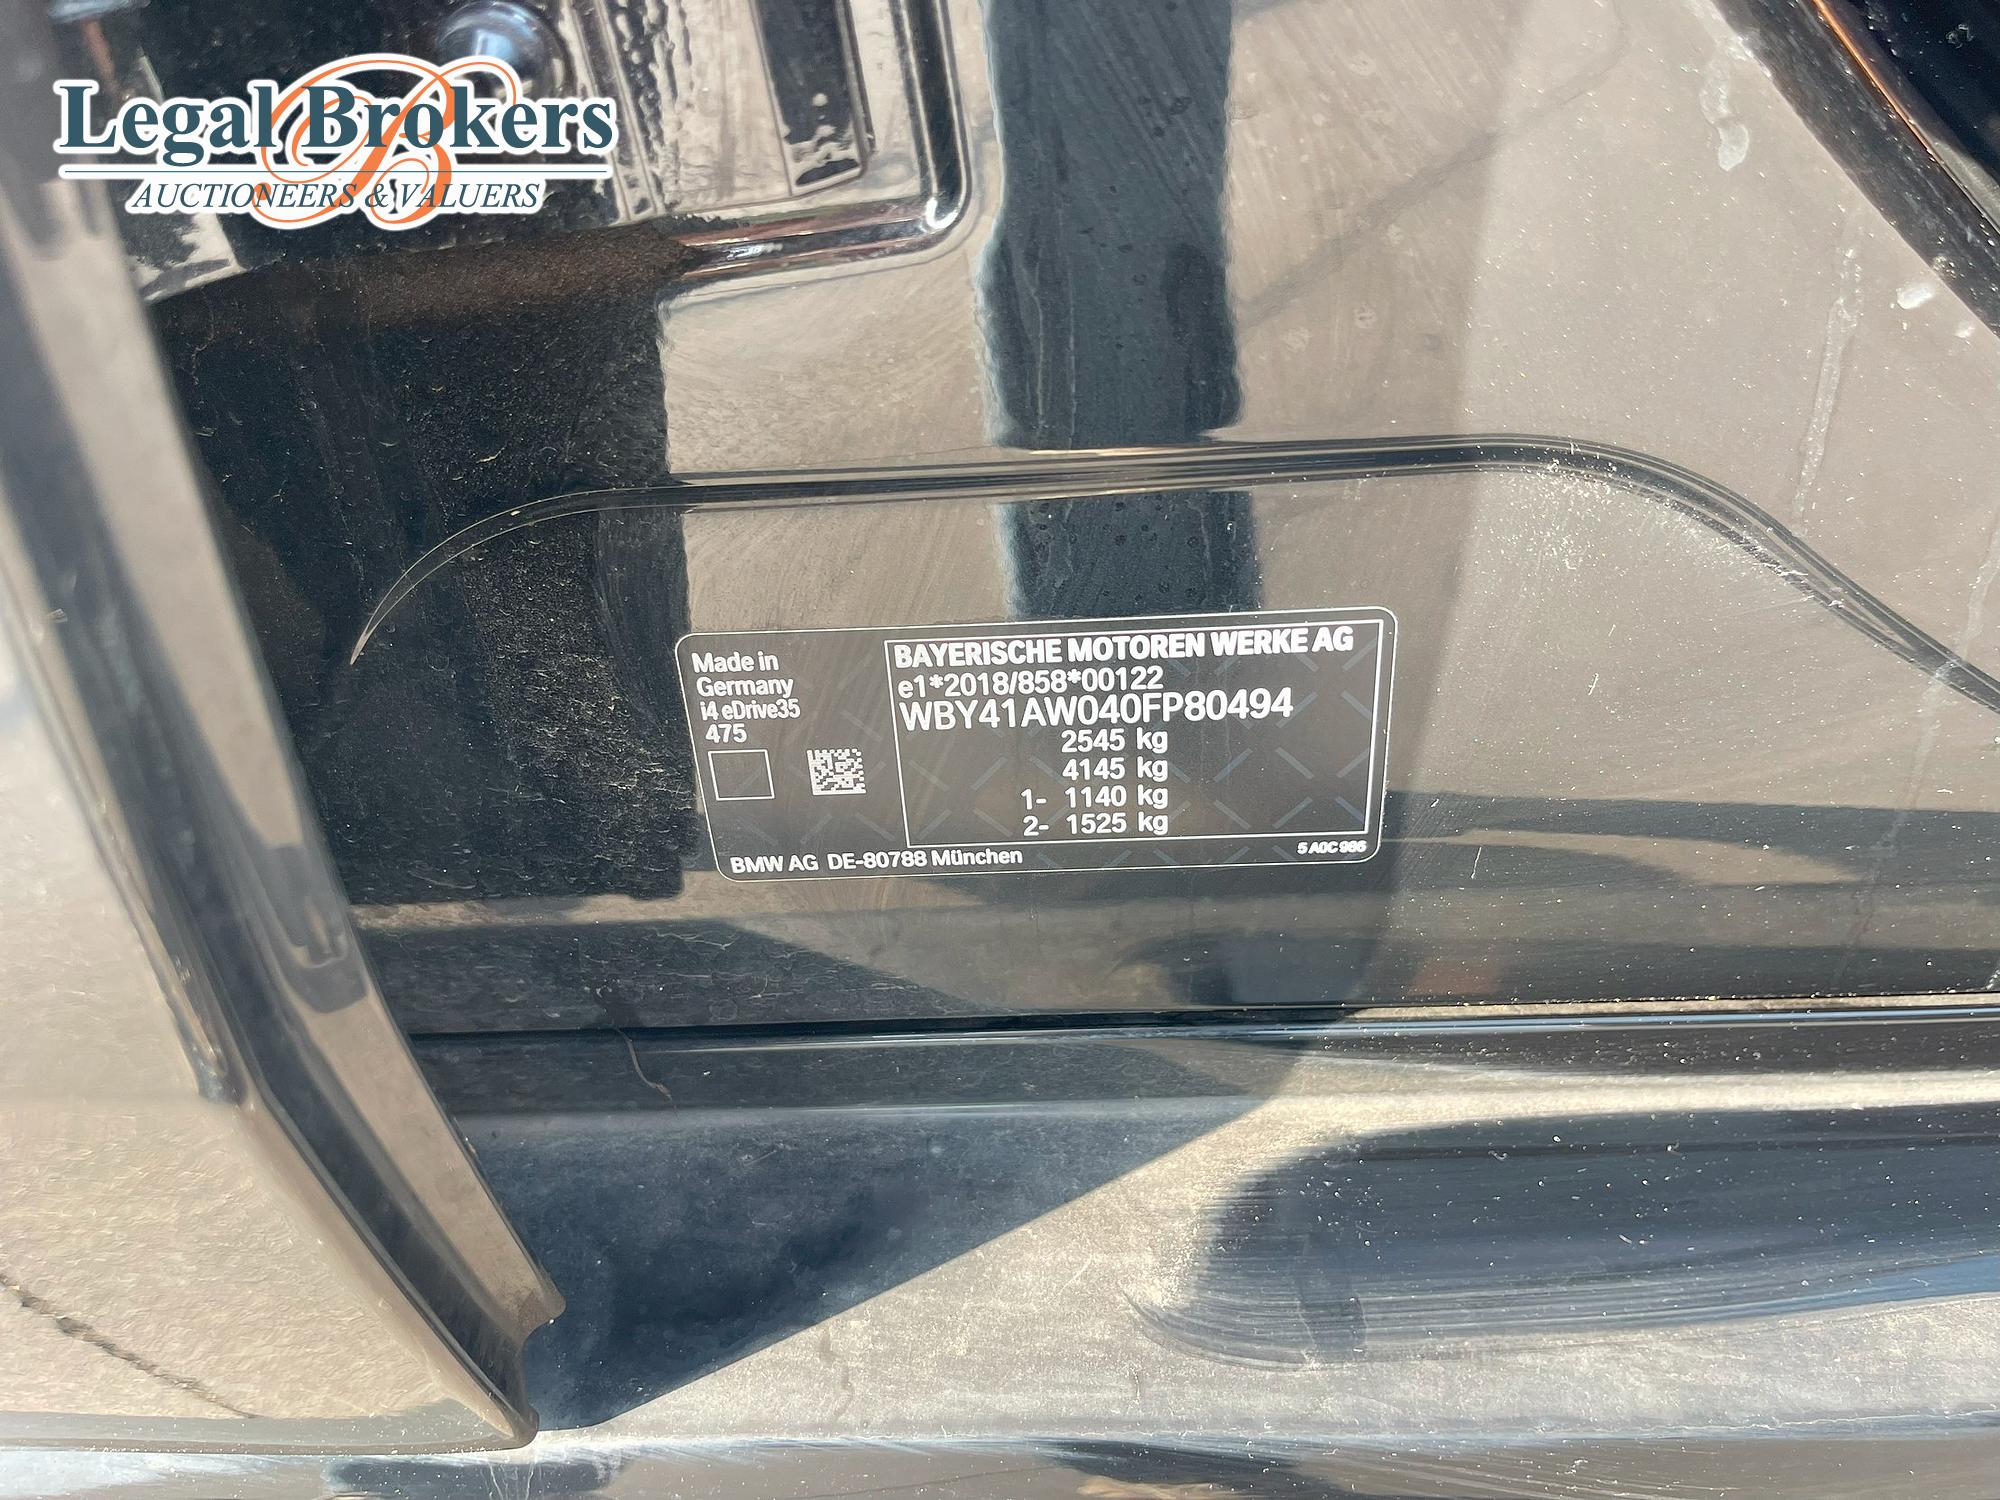 Legal Brokers
AUCTIONEERS & VALUERS
Made in
Germany
i4 eDrive35
475
BAYERISCHE MOTOREN WERKE AG
e1*2018/858*00122
WBY41AW040FP80494
2545 kg
4145 kg
1- 1140 kg
2- 1525 kg
BMW AG DE-80788 München
5 A0C 986